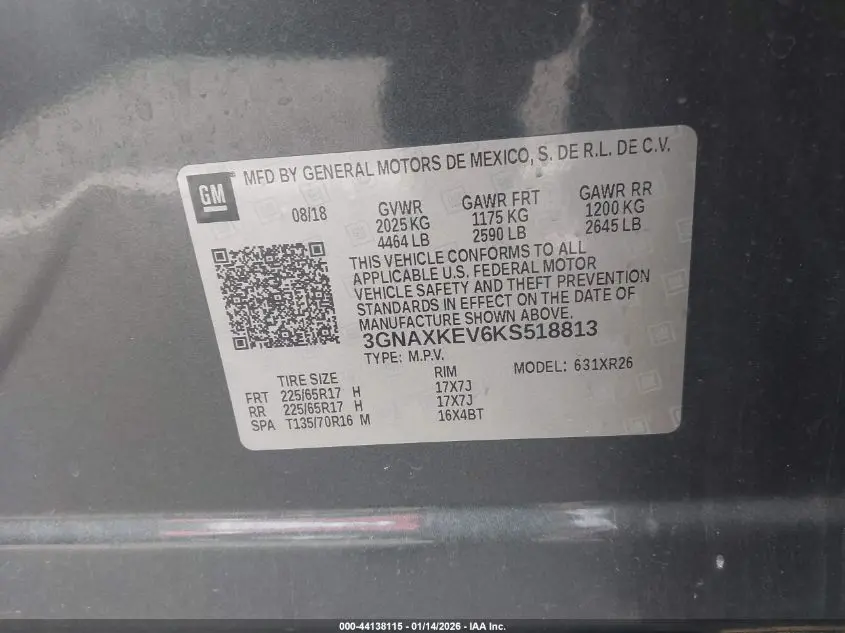 GM
MFD BY GENERAL MOTORS DE MEXICO, S. DE R.L. DE C.V.
08/18
GVWR
2025 KG
4464 LB
GAWR FRT
1175 KG
2590 LB
GAWR RR
1200 KG
2645 LB
THIS VEHICLE CONFORMS TO ALL
APPLICABLE U.S. FEDERAL MOTOR
VEHICLE SAFETY AND THEFT PREVENTION
STANDARDS IN EFFECT ON THE DATE OF
MANUFACTURE SHOWN ABOVE.
3GNAXKEV6KS518813
TYPE: M.P.V.
MODEL: 631XR26
TIRE SIZE RIM
FRT 225/65R17 H 17X7J
RR 225/65R17 H 17X7J
SPA T135/70R16 M 16X4BT
000-44138115 - 01/14/2026 - IAA Inc.